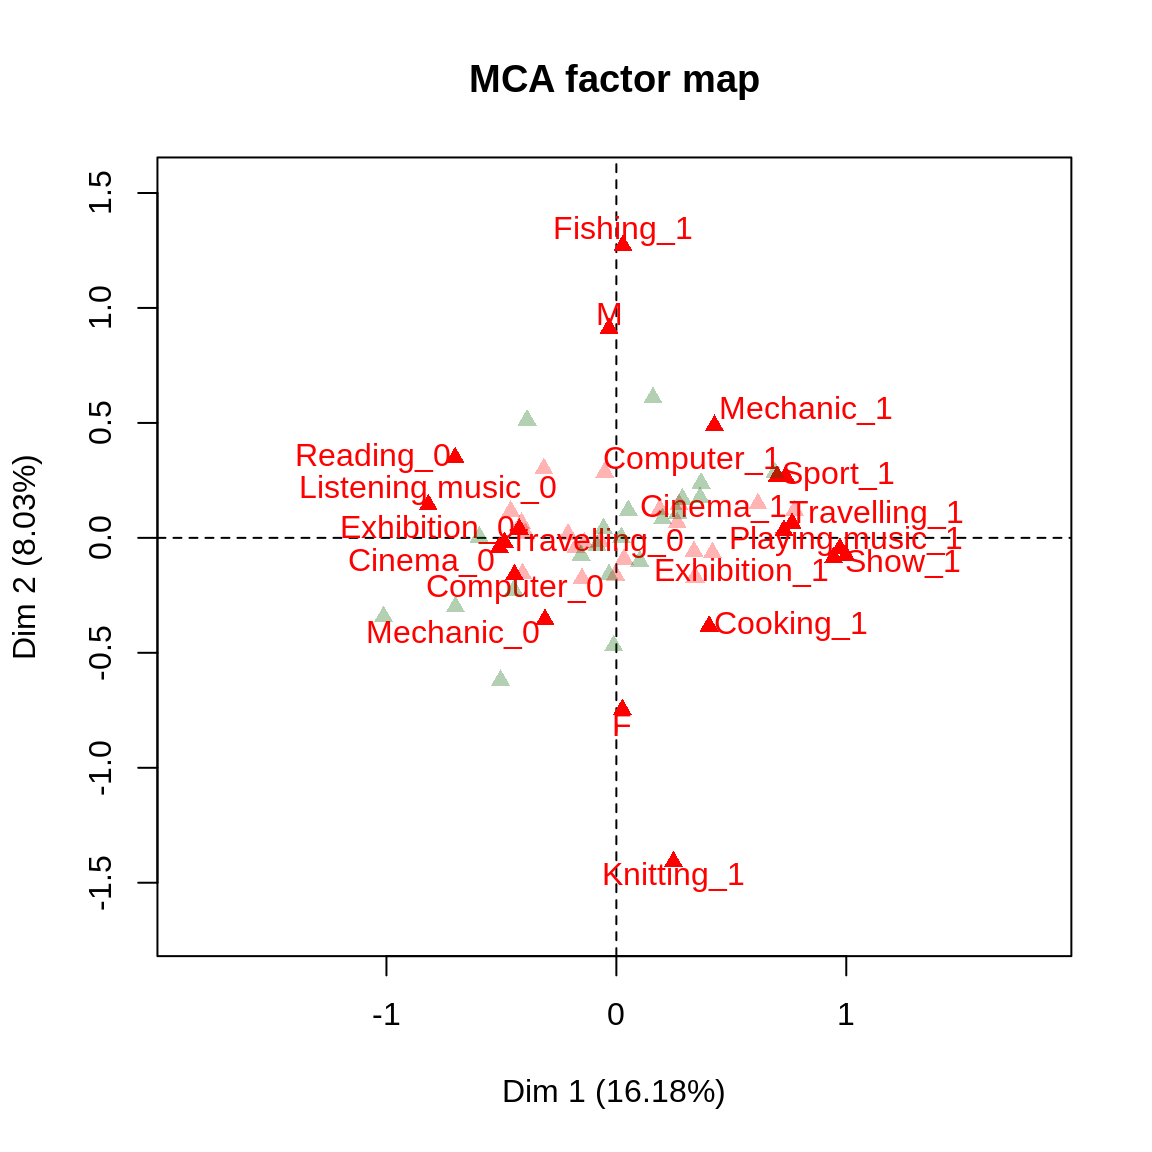 MCA factor map
Dim 2 (8.03%)
1.5
1.0
0.5
0.0
-0.5
-1.0
-1.5
Fishing_1
M
Mechanic_1
Reading_0
Computer_1
Sport_1
Listening.music_0
Cinema_1
Travelling_1
Exhibition_0
Travelling_0
Playing.music_1
Cinema_0
Exhibition_1
Show_1
Computer_0
Mechanic_0
Cooking_1
F
Knitting_1
-1
0
1
Dim 1 (16.18%)